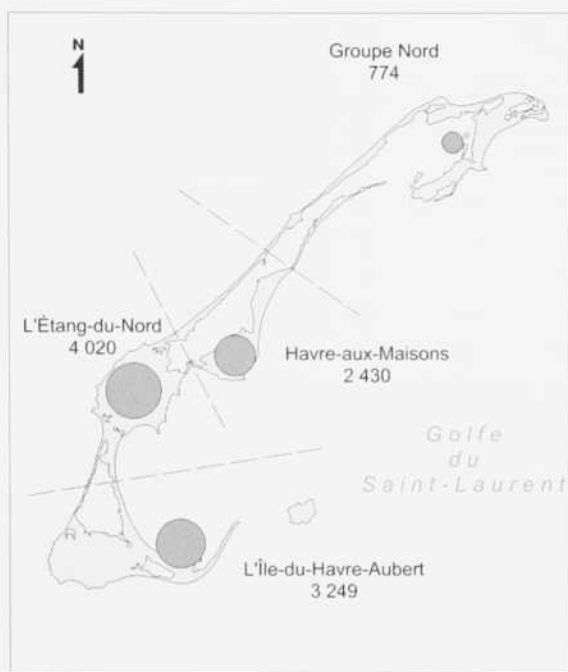 N
Groupe Nord
774
L'Étang-du-Nord
4 020
Havre-aux-Maisons
2 430
Golfe
du
Saint-Laurent
L'Île-du-Havre-Aubert
3 249